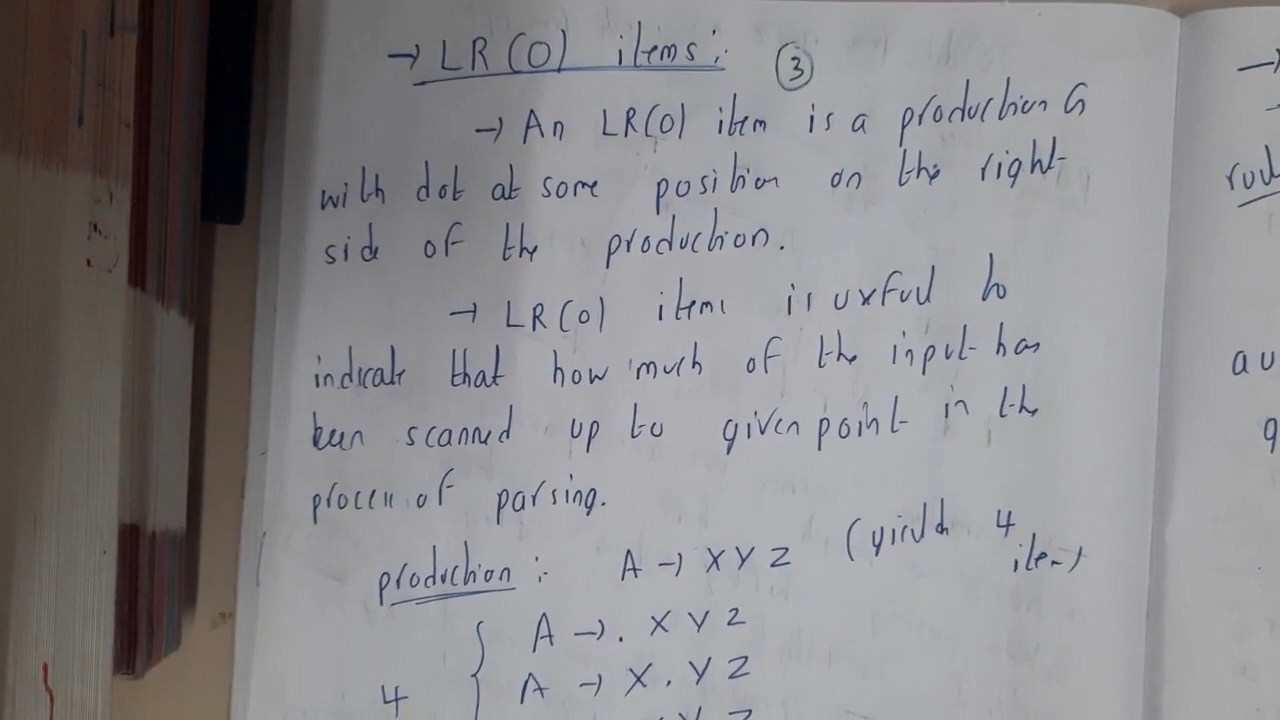 → LR(0) items:
3
→ An LR(0) item is a production G
with dot at some position on the right-
side of the production.
→ LR(0) items is useful to
indicate that how much of the input has
been scanned up to given point in the
process of parsing.
production :- A → X Y Z (yields 4
items)
A → . X Y Z
4 A → X . Y Z